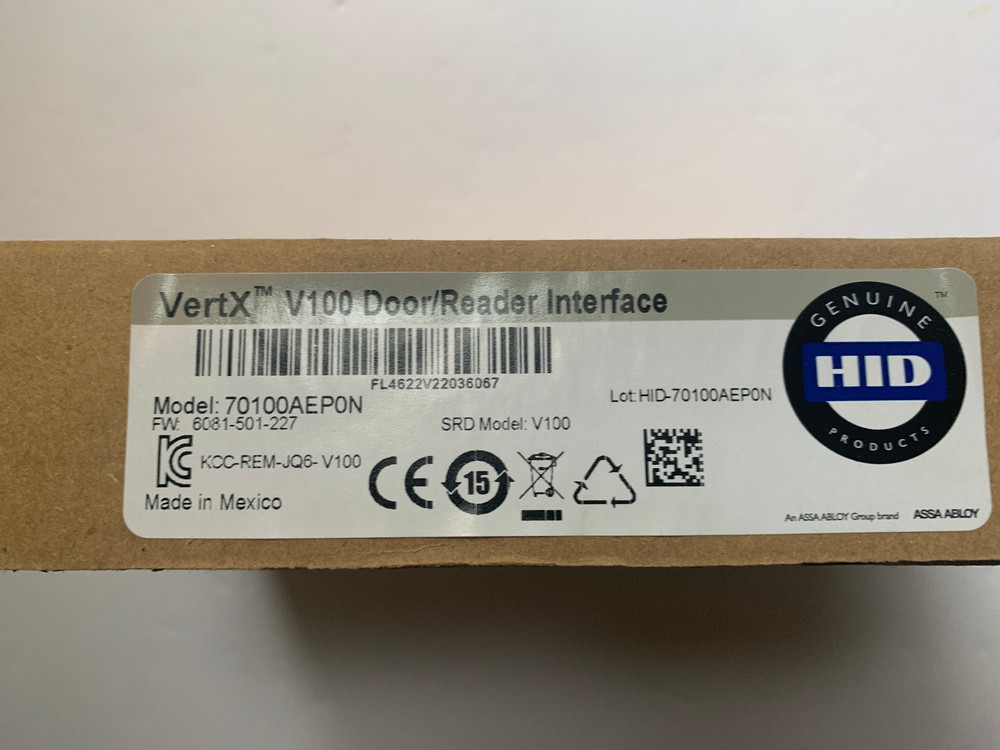 VertX™ V100 Door/Reader Interface
FL4622V22036067
Model: 70100AEP0N
Lot:HID-70100AEP0N
FW: 6081-501-227
SRD Model: V100
KCC-REM-JQ6-V100
CE
15
Made in Mexico
GENUINE
TM
HID
PRODUCTS
An ASSA ABLOY Group brand
ASSA ABLOY